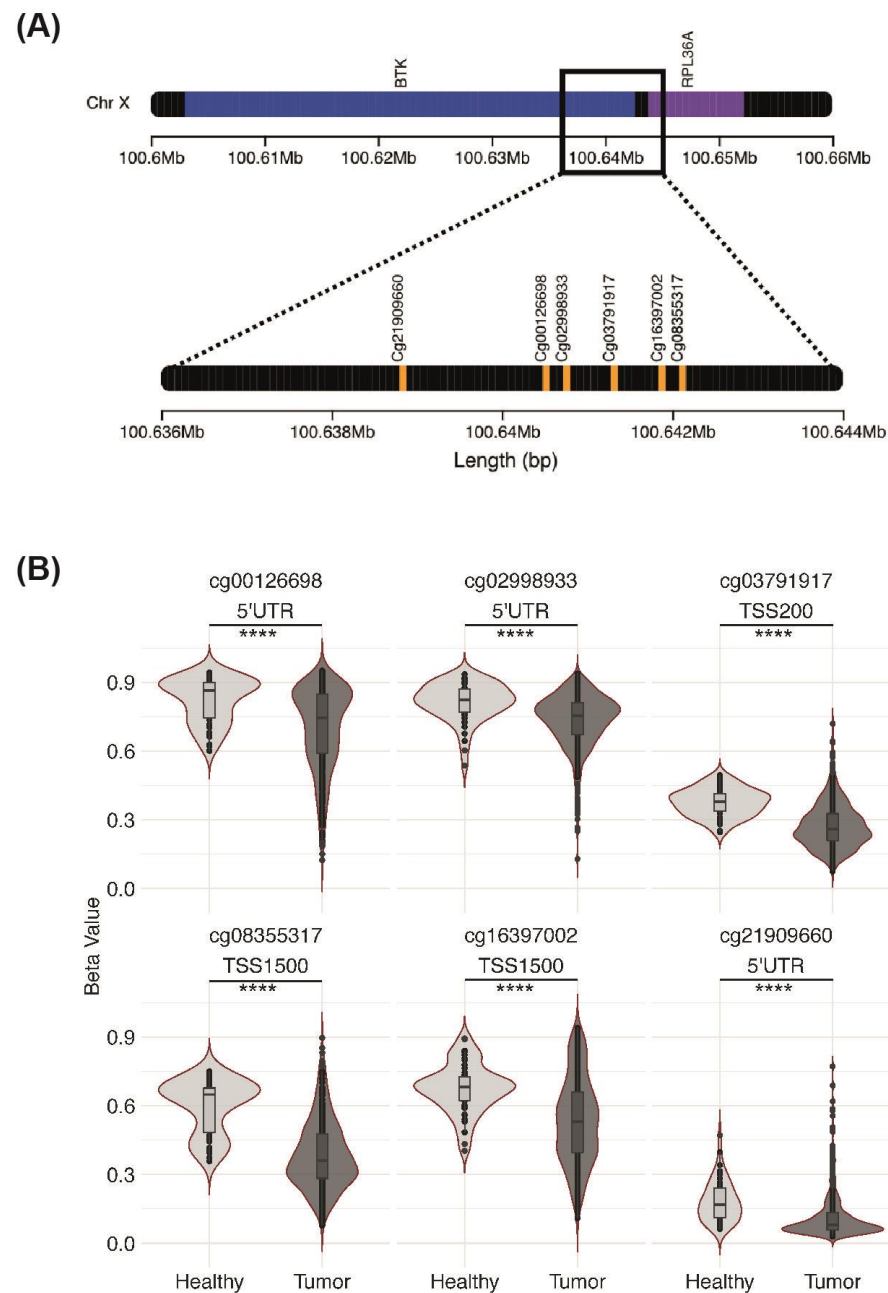 (A)
BTK
RPL36A
Chr X
100.6Mb 100.61Mb 100.62Mb 100.63Mb 100.64Mb 100.65Mb 100.66Mb
Cg21909660
Cg00126698
Cg02998933
Cg03791917
Cg16397002
Cg08355317
100.636Mb 100.638Mb 100.64Mb 100.642Mb 100.644Mb
Length (bp)
(B)
cg00126698 cg02998933 cg03791917
5'UTR 5'UTR TSS200
**** **** ****
0.9
0.6
0.3
0.0
Beta Value
cg08355317 cg16397002 cg21909660
TSS1500 TSS1500 5'UTR
**** **** ****
0.9
0.6
0.3
0.0
Healthy Tumor Healthy Tumor Healthy Tumor